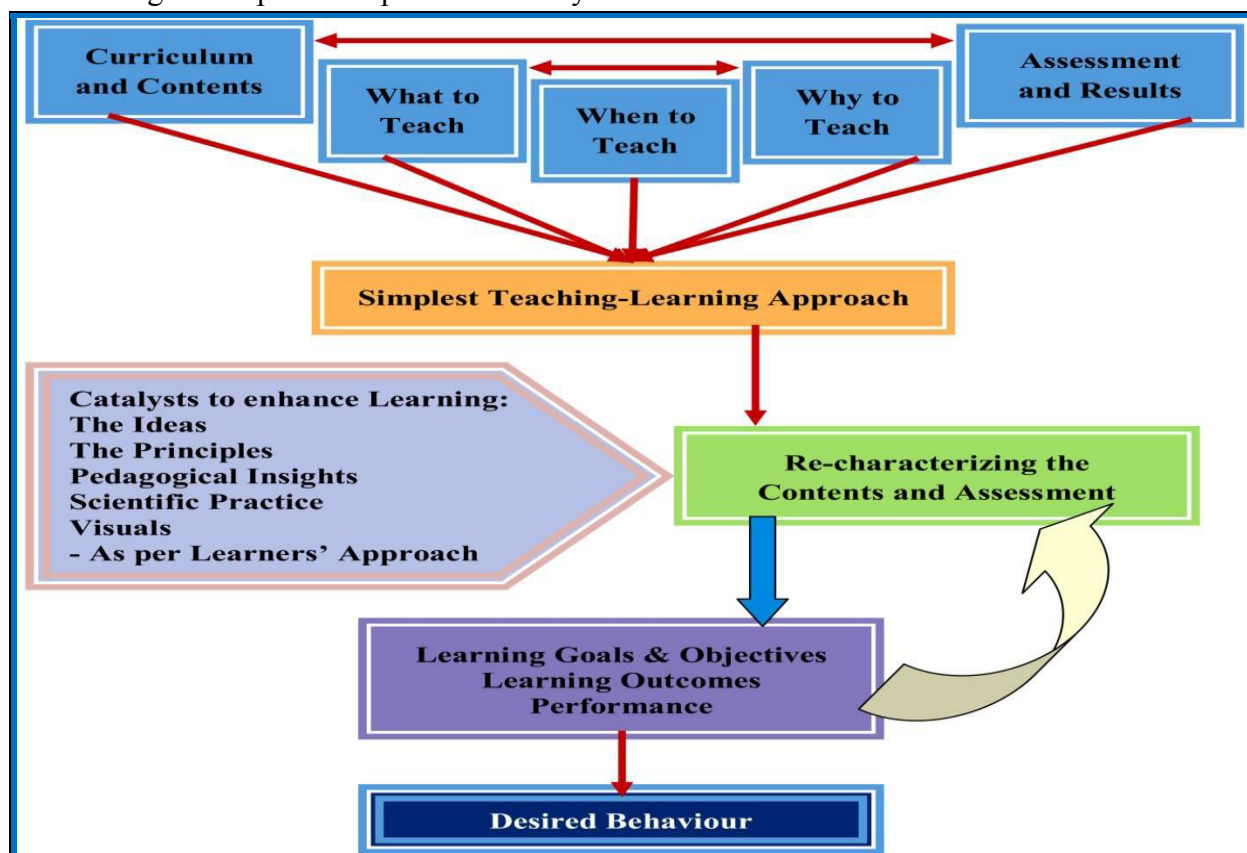 Curriculum
and Contents
What to
Teach
When to
Teach
Why to
Teach
Assessment
and Results
Simplest Teaching-Learning Approach
Catalysts to enhance Learning:
The Ideas
The Principles
Pedagogical Insights
Scientific Practice
Visuals
- As per Learners’ Approach
Re-characterizing the
Contents and Assessment
Learning Goals & Objectives
Learning Outcomes
Performance
Desired Behaviour